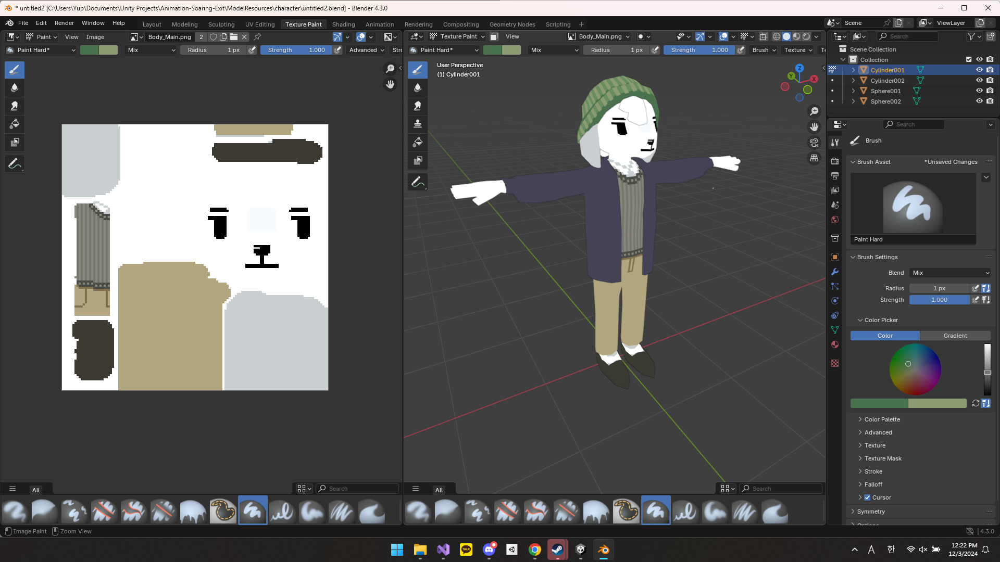 * untitled2 [C:\Users\Yup\Documents\Unity Projects\Animation-Soaring-Exit\ModelResources\character\untitled2.blend] - Blender 4.3.0
File Edit Render Window Help
Layout Modeling Sculpting UV Editing Texture Paint Shading Animation Rendering Compositing Geometry Nodes Scripting +
Scene
ViewLayer
Paint View Image
Body_Main.png 2
Texture Paint View
Body_Main.png
Search
Paint Hard* Mix Radius 1 px Strength 1.000 Advanced Stro
Paint Hard* Mix Radius 1 px Strength 1.000 Brush Texture Te
Scene Collection
Collection
Cylinder001
Cylinder002
Sphere001
Sphere002
User Perspective
(1) Cylinder001
Z
Y
X
Search
Brush
Brush Asset *Unsaved Changes
Paint Hard
Brush Settings
Blend Mix
Radius 1 px
Strength 1.000
Color Picker
Color Gradient
Color Palette
Advanced
Texture
Texture Mask
Stroke
Falloff
Cursor
Symmetry
Options
All
Search
All
Search
Image Paint Zoom View
4.3.0
TALK
A 한
12:22 PM
12/3/2024